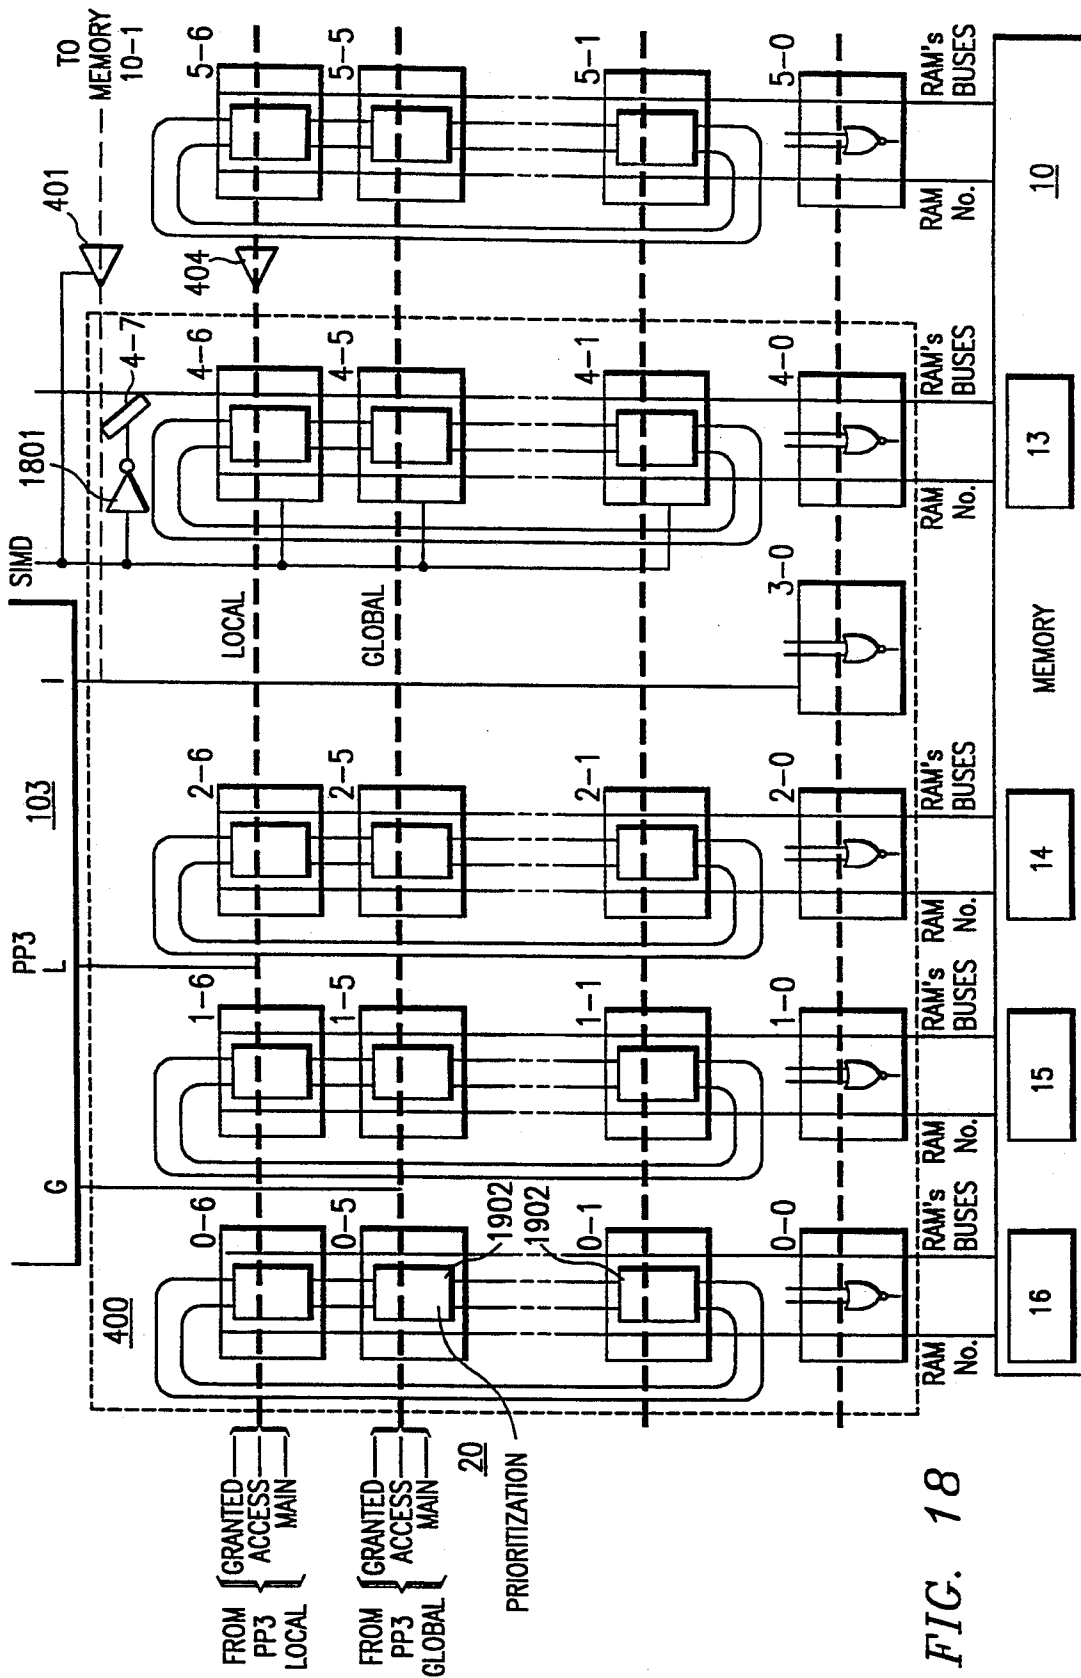 PP3
103
G
L
I
SIMD
TO
MEMORY
10-1
401
1801
4-7
404
400
LOCAL
GLOBAL
0-6
1-6
2-6
4-6
5-6
0-5
1-5
2-5
4-5
5-5
1902
1902
0-1
1-1
2-1
4-1
5-1
0-0
1-0
2-0
3-0
4-0
5-0
FROM
PP3
LOCAL
GRANTED
ACCESS
MAIN
FROM
PP3
GLOBAL
GRANTED
ACCESS
MAIN
20
PRIORITIZATION
RAM
No.
RAM's
BUSES
RAM
No.
RAM's
BUSES
RAM
No.
RAM's
BUSES
RAM
No.
RAM's
BUSES
RAM
No.
RAM's
BUSES
16
15
14
MEMORY
13
10
FIG. 18